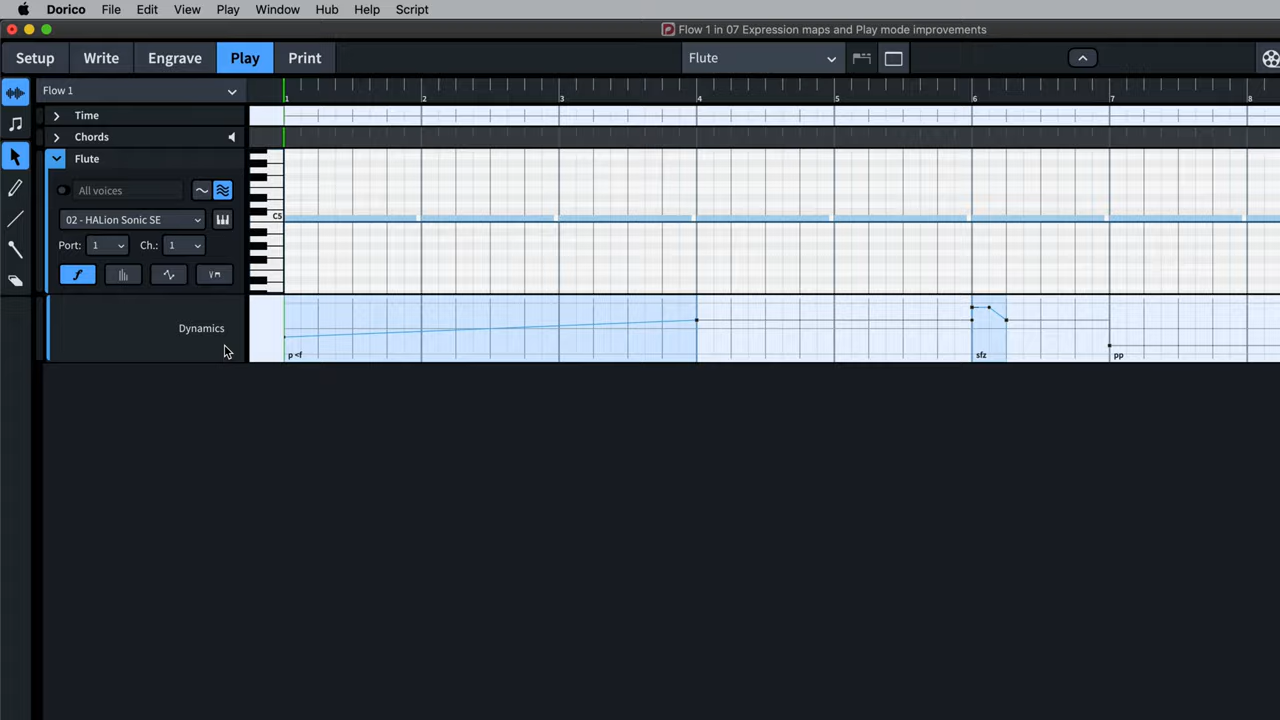 Dorico File Edit View Play Window Hub Help Script
Flow 1 in 07 Expression maps and Play mode improvements
Setup Write Engrave Play Print Flute
Flow 1 1 2 3 4 5 6 7 8
Time
Chords
Flute
All voices
02 - HALion Sonic SE C5
Port: 1 Ch.: 1
Dynamics
p <f sfz pp